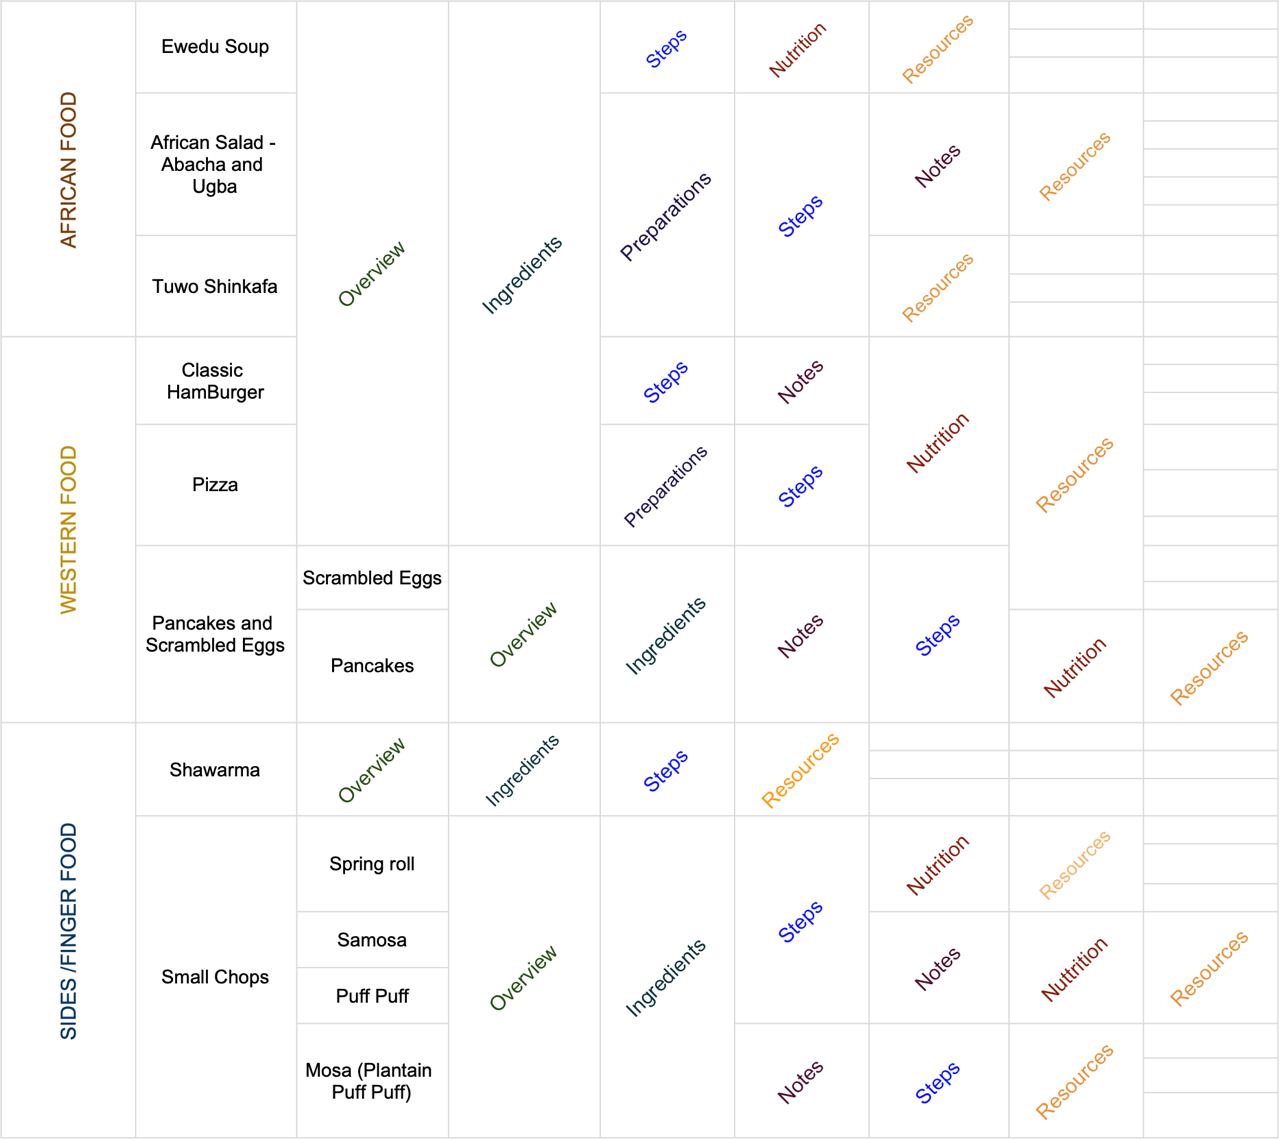 AFRICAN FOOD
Ewedu Soup
Overview
Ingredients
Steps
Nutrition
Resources
African Salad -
Abacha and
Ugba
Preparations
Steps
Notes
Resources
Tuwo Shinkafa
Resources
WESTERN FOOD
Classic
HamBurger
Steps
Notes
Nutrition
Resources
Pizza
Preparations
Steps
Pancakes and
Scrambled Eggs
Scrambled Eggs
Overview
Ingredients
Notes
Steps
Pancakes
Nutrition
Resources
SIDES /FINGER FOOD
Shawarma
Overview
Ingredients
Steps
Resources
Small Chops
Spring roll
Overview
Ingredients
Steps
Nutrition
Resources
Samosa
Notes
Nuttrition
Resources
Puff Puff
Mosa (Plantain
Puff Puff)
Notes
Steps
Resources